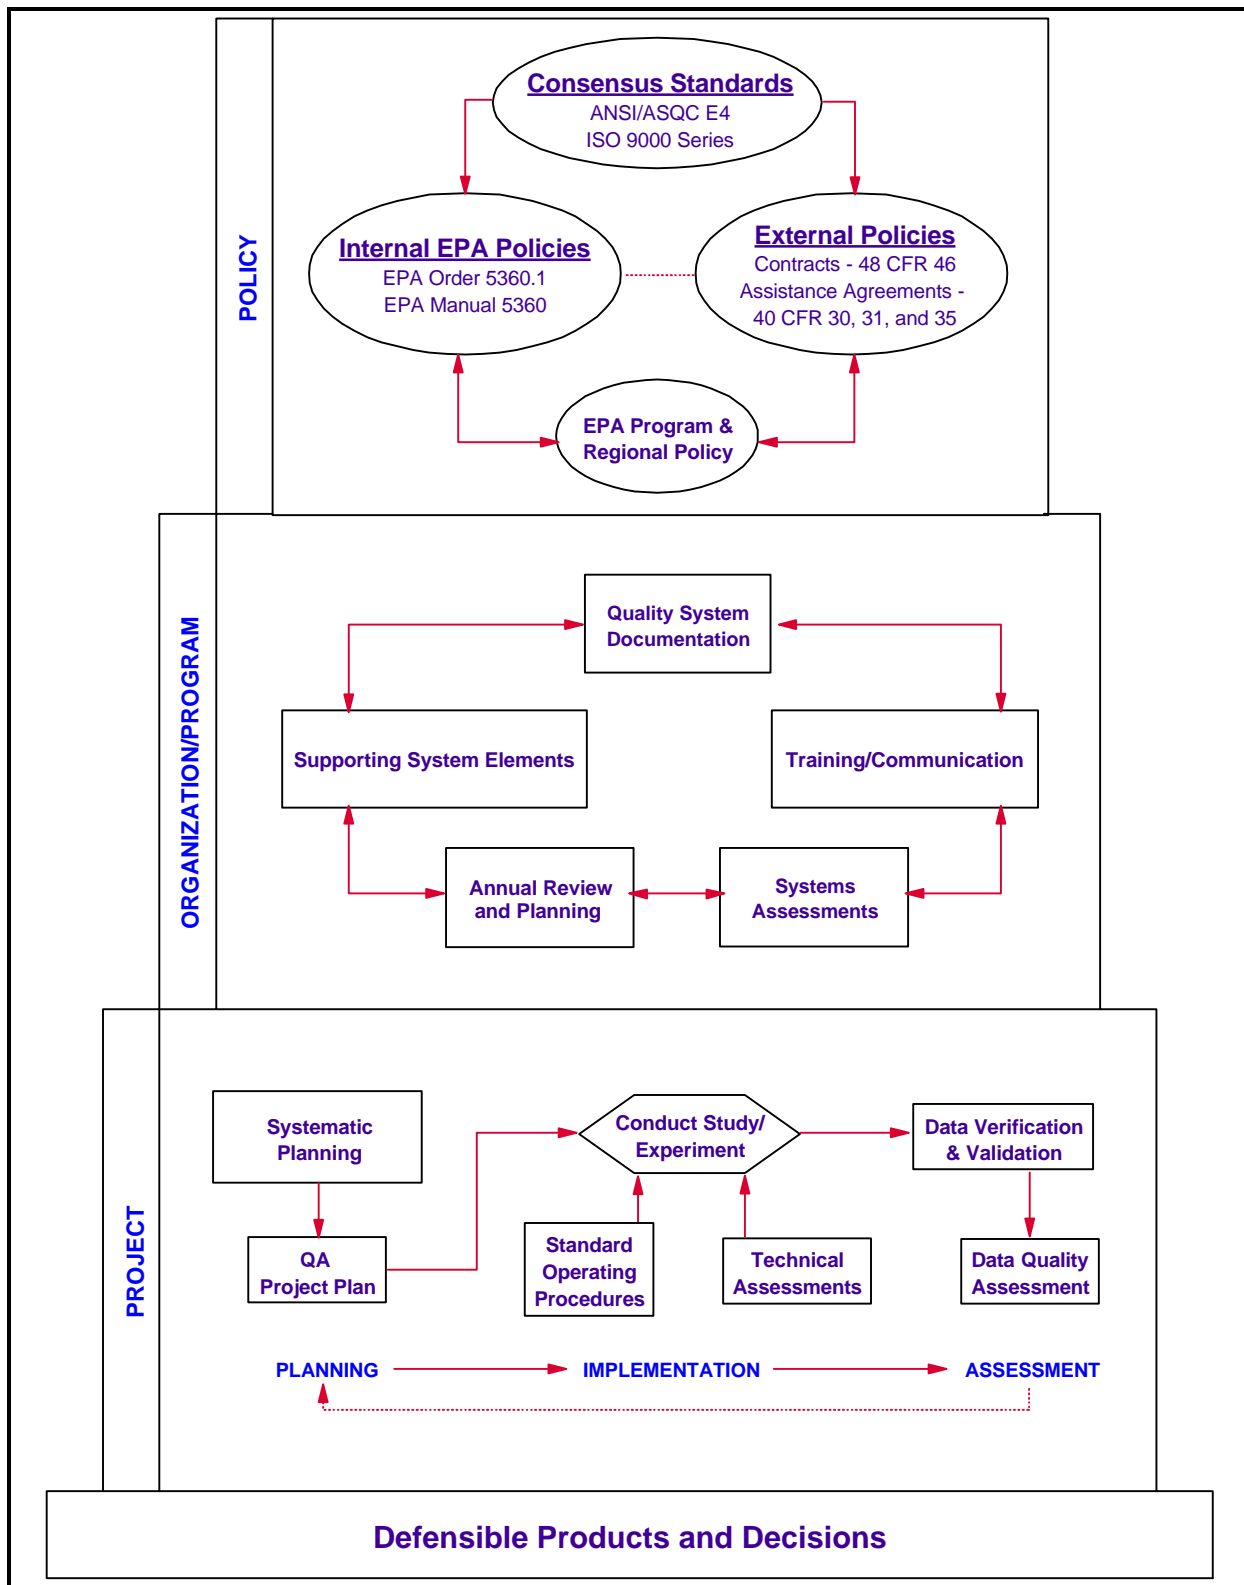 POLICY
Consensus Standards
ANSI/ASQC E4
ISO 9000 Series
Internal EPA Policies
EPA Order 5360.1
EPA Manual 5360
External Policies
Contracts - 48 CFR 46
Assistance Agreements -
40 CFR 30, 31, and 35
EPA Program &
Regional Policy
ORGANIZATION/PROGRAM
Quality System
Documentation
Supporting System Elements
Training/Communication
Annual Review
and Planning
Systems
Assessments
PROJECT
Systematic
Planning
Conduct Study/
Experiment
Data Verification
& Validation
QA
Project Plan
Standard
Operating
Procedures
Technical
Assessments
Data Quality
Assessment
PLANNING
IMPLEMENTATION
ASSESSMENT
Defensible Products and Decisions